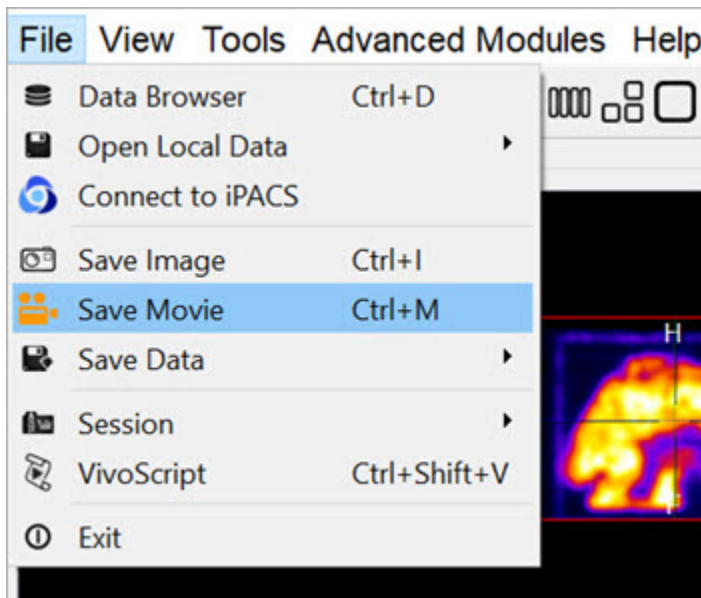 File View Tools Advanced Modules Help
Data Browser Ctrl+D
Open Local Data
Connect to iPACS
Save Image Ctrl+I
Save Movie Ctrl+M
Save Data
Session
VivoScript Ctrl+Shift+V
Exit
H
F